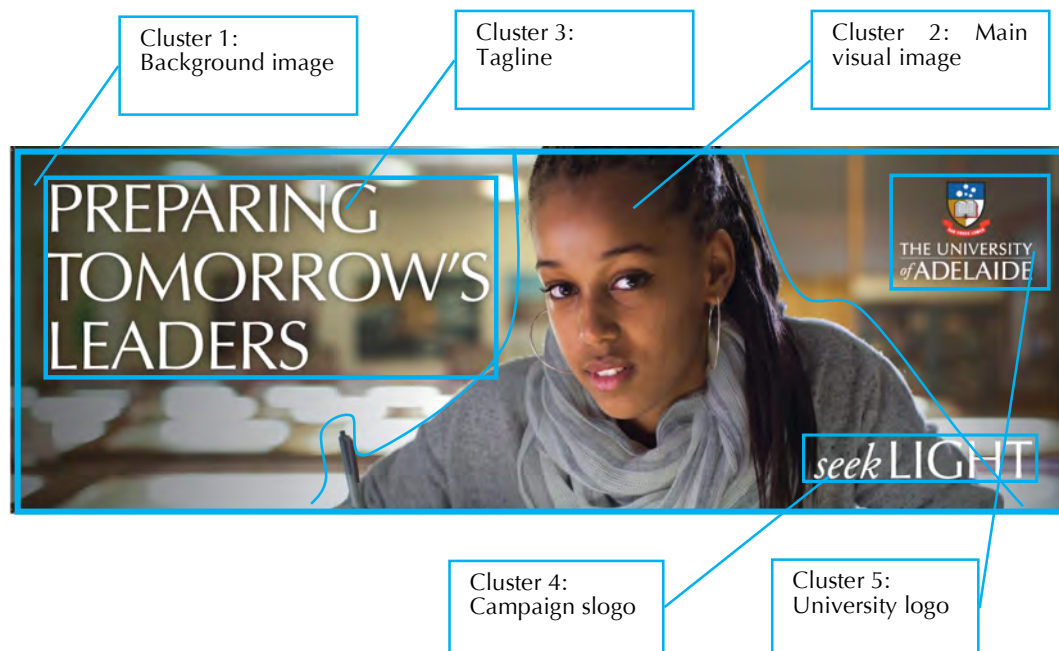 Cluster 1:
Background image
Cluster 3:
Tagline
Cluster 2: Main
visual image
PREPARING
TOMORROW'S
LEADERS
THE UNIVERSITY
of ADELAIDE
seek LIGHT
Cluster 4:
Campaign slogo
Cluster 5:
University logo